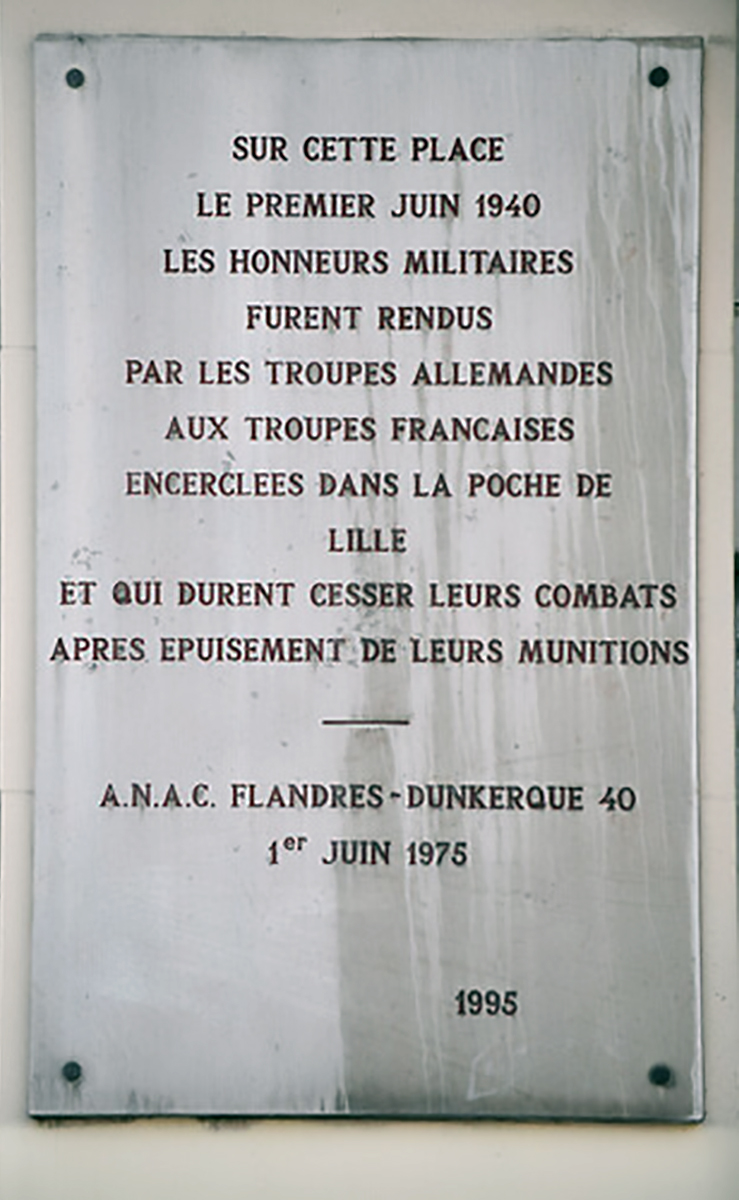 SUR CETTE PLACE
LE PREMIER JUIN 1940
LES HONNEURS MILITAIRES
FURENT RENDUS
PAR LES TROUPES ALLEMANDES
AUX TROUPES FRANCAISES
ENCERCLEES DANS LA POCHE DE
LILLE
ET QUI DURENT CESSER LEURS COMBATS
APRES EPUISEMENT DE LEURS MUNITIONS
A.N.A.C. FLANDRES-DUNKERQUE 40
1er JUIN 1975
1995